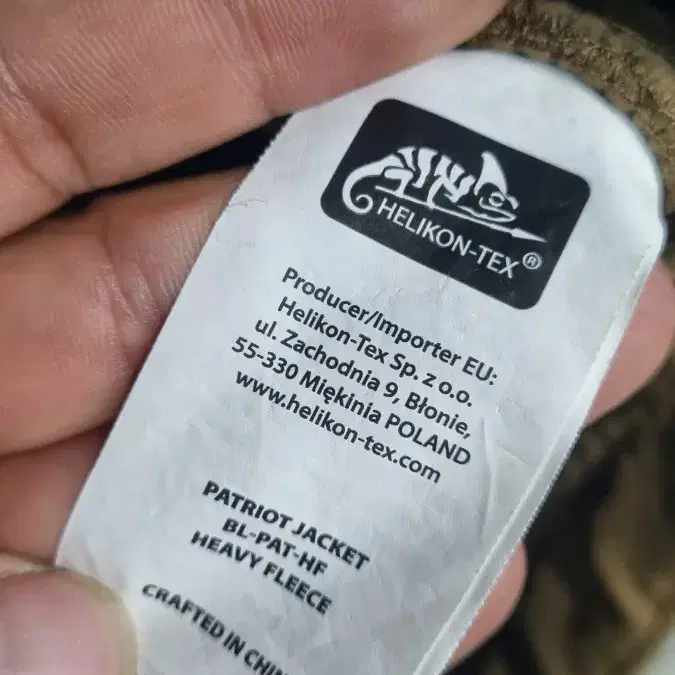 HELIKON-TEX®
Producer/Importer EU:
Helikon-Tex Sp. z o.o.
ul. Zachodnia 9, Błonie,
55-330 Miękinia POLAND
www.helikon-tex.com
PATRIOT JACKET
BL-PAT-HF
HEAVY FLEECE
CRAFTED IN